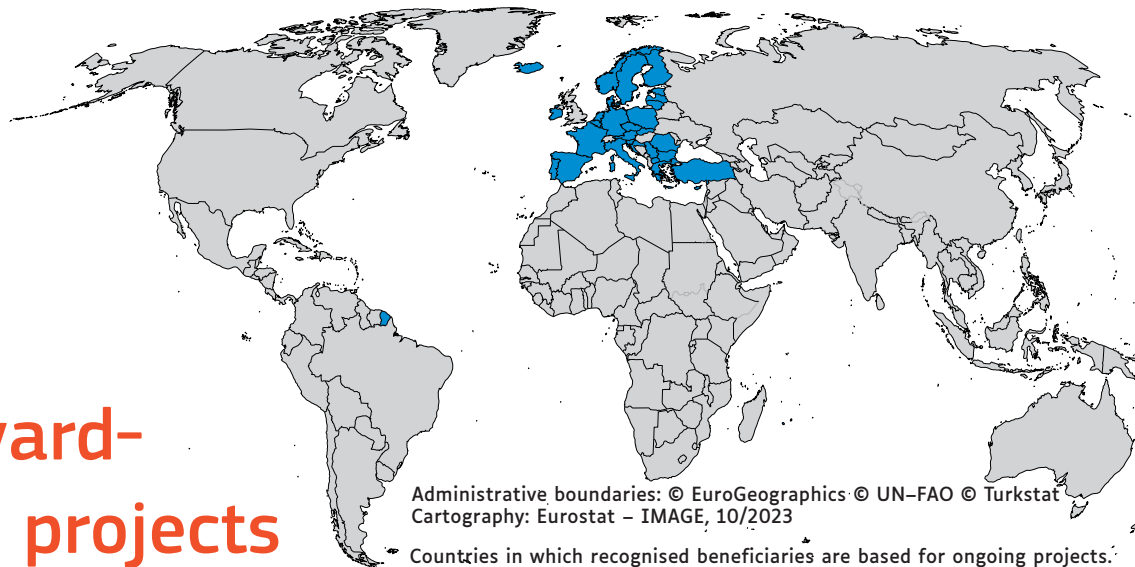 ward-
projects
Administrative boundaries: © EuroGeographics © UN–FAO © Turkstat
Cartography: Eurostat – IMAGE, 10/2023
Countries in which recognised beneficiaries are based for ongoing projects.